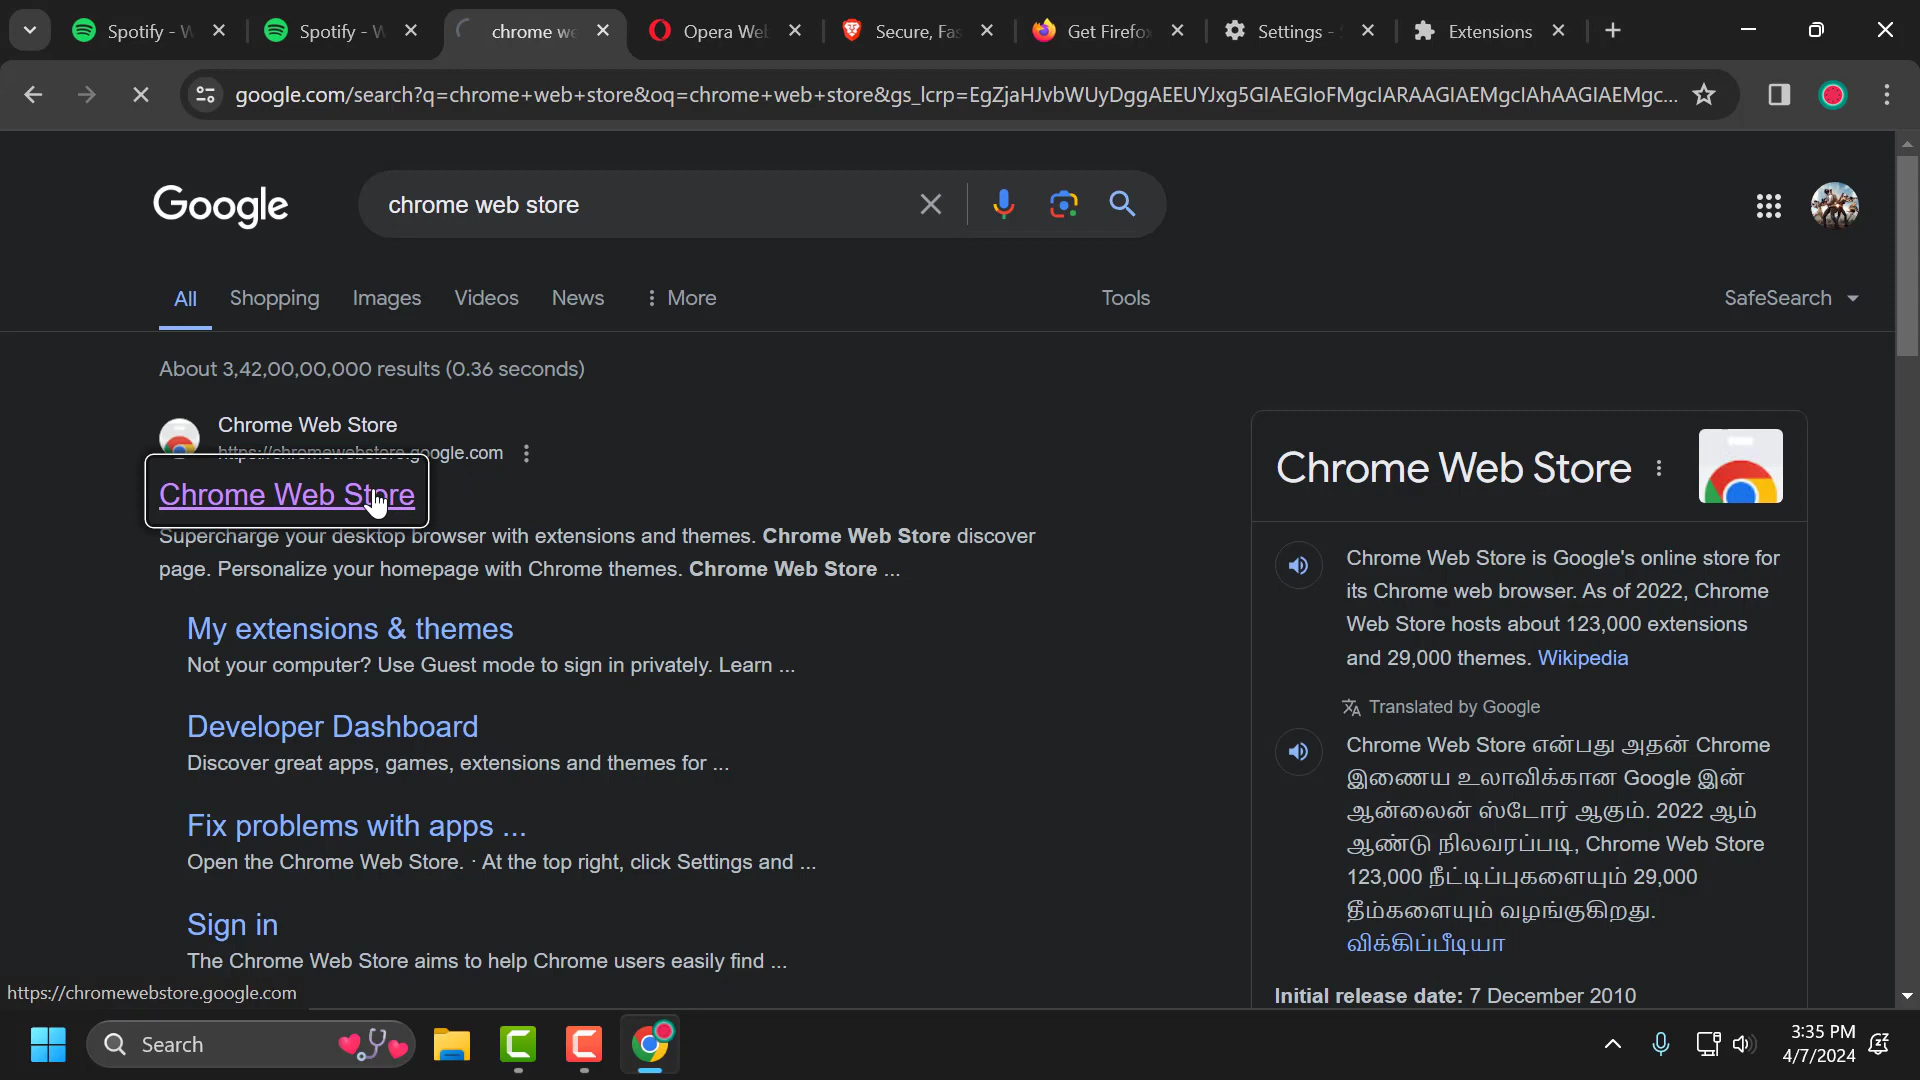 Spotify - W
Spotify - W
chrome we
Opera We
Secure, Fas
Get Firefox
Settings -
Extensions
google.com/search?q=chrome+web+store&oq=chrome+web+store&gs_lcrp=EgZjaHJvbWUyDggAEEUYJxg5GIAEGIoFMgcIARAAGIAEMgcIAhAAGIAEMgc...
Google
chrome web store
All
Shopping
Images
Videos
News
More
Tools
SafeSearch
About 3,42,00,00,000 results (0.36 seconds)
Chrome Web Store
https://chromewebstore.google.com
Chrome Web Store
Supercharge your desktop browser with extensions and themes. Chrome Web Store discover
page. Personalize your homepage with Chrome themes. Chrome Web Store ...
My extensions & themes
Not your computer? Use Guest mode to sign in privately. Learn ...
Developer Dashboard
Discover great apps, games, extensions and themes for ...
Fix problems with apps ...
Open the Chrome Web Store. · At the top right, click Settings and ...
Sign in
The Chrome Web Store aims to help Chrome users easily find ...
Chrome Web Store
Chrome Web Store is Google's online store for
its Chrome web browser. As of 2022, Chrome
Web Store hosts about 123,000 extensions
and 29,000 themes. Wikipedia
Translated by Google
Chrome Web Store என்பது அதன் Chrome
இணைய உலாவிக்கான Google இன்
ஆன்லைன் ஸ்டோர் ஆகும். 2022 ஆம்
ஆண்டு நிலவரப்படி, Chrome Web Store
123,000 நீட்டிப்புகளையும் 29,000
தீம்களையும் வழங்குகிறது.
விக்கிப்பீடியா
Initial release date: 7 December 2010
https://chromewebstore.google.com
Search
3:35 PM
4/7/2024